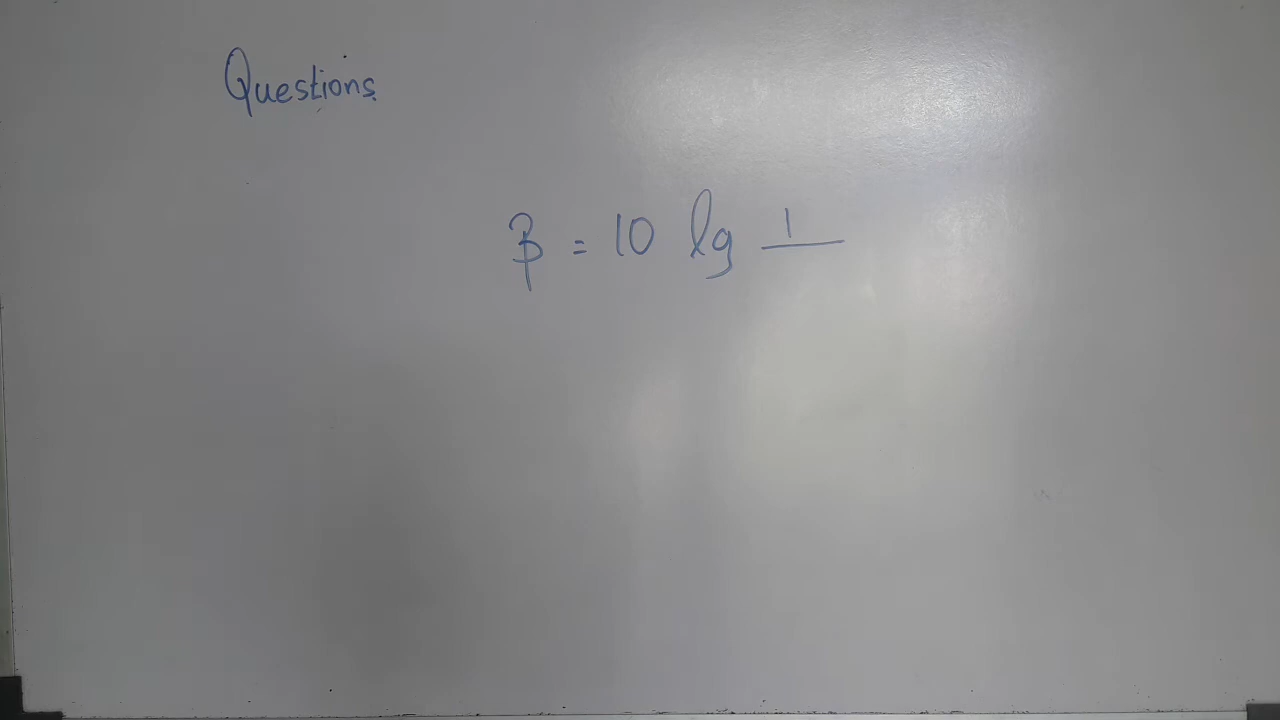 Questions
β = 10 lg I